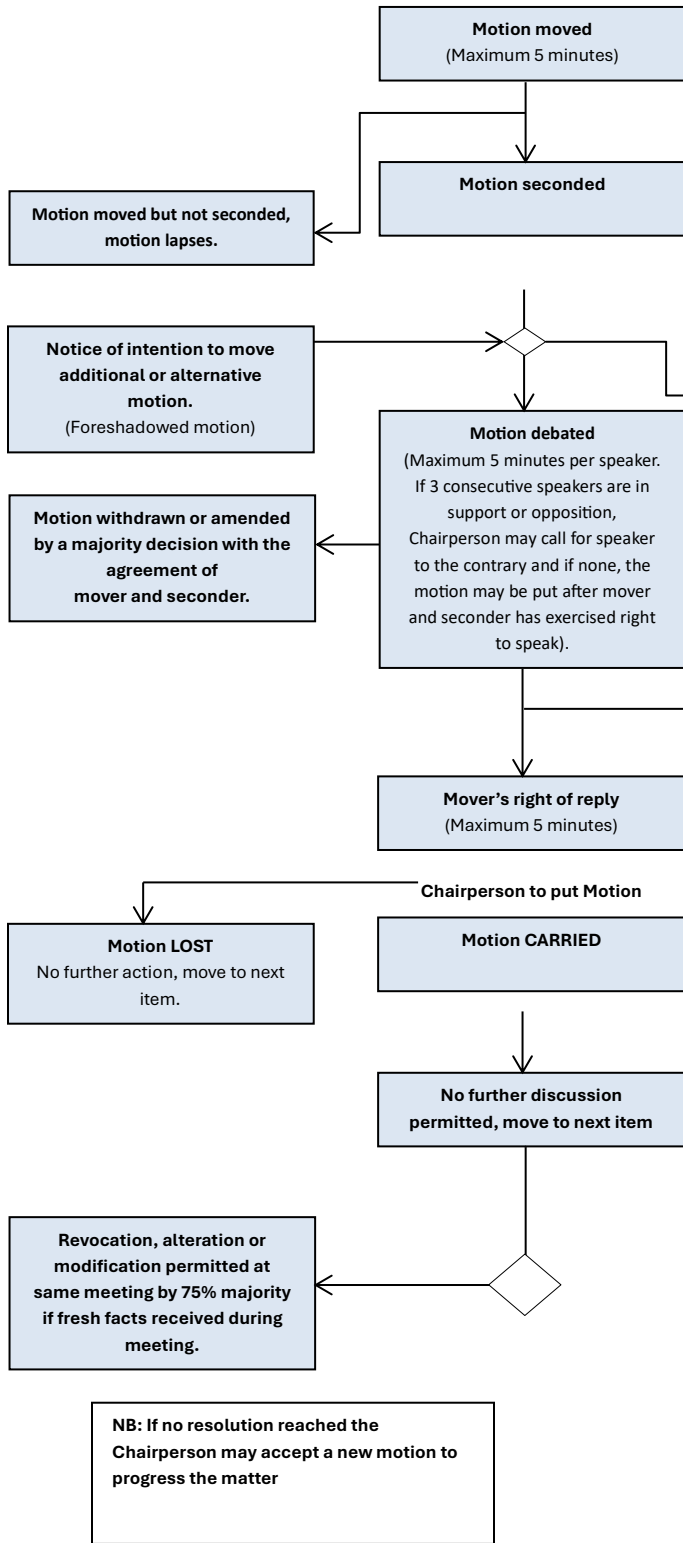 Motion moved
(Maximum 5 minutes)
Motion seconded
Motion moved but not seconded,
motion lapses.
Notice of intention to move
additional or alternative
motion.
(Foreshadowed motion)
Motion debated
(Maximum 5 minutes per speaker.
If 3 consecutive speakers are in
support or opposition,
Chairperson may call for speaker
to the contrary and if none, the
motion may be put after mover
and seconder has exercised right
to speak).
Motion withdrawn or amended
by a majority decision with the
agreement of
mover and seconder.
Mover’s right of reply
(Maximum 5 minutes)
Chairperson to put Motion
Motion LOST
No further action, move to next
item.
Motion CARRIED
No further discussion
permitted, move to next item
Revocation, alteration or
modification permitted at
same meeting by 75% majority
if fresh facts received during
meeting.
NB: If no resolution reached the
Chairperson may accept a new motion to
progress the matter